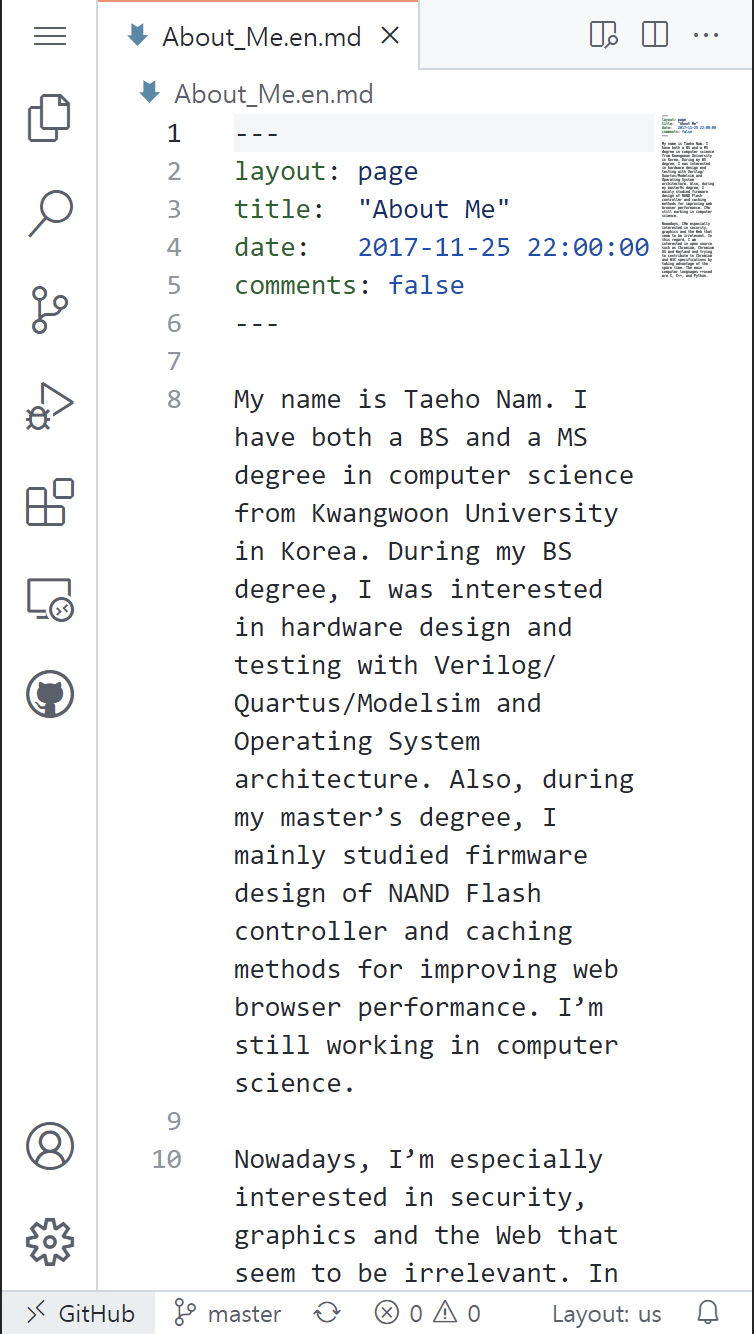 About_Me.en.md
About_Me.en.md
1 ---
2 layout: page
3 title: "About Me"
4 date: 2017-11-25 22:00:00
5 comments: false
6 ---
7
8 My name is Taeho Nam. I
have both a BS and a MS
degree in computer science
from Kwangwoon University
in Korea. During my BS
degree, I was interested
in hardware design and
testing with Verilog/
Quartus/Modelsim and
Operating System
architecture. Also, during
my master’s degree, I
mainly studied firmware
design of NAND Flash
controller and caching
methods for improving web
browser performance. I’m
still working in computer
science.
9
10 Nowadays, I’m especially
interested in security,
graphics and the Web that
seem to be irrelevant. In
GitHub master 0 0 Layout: us